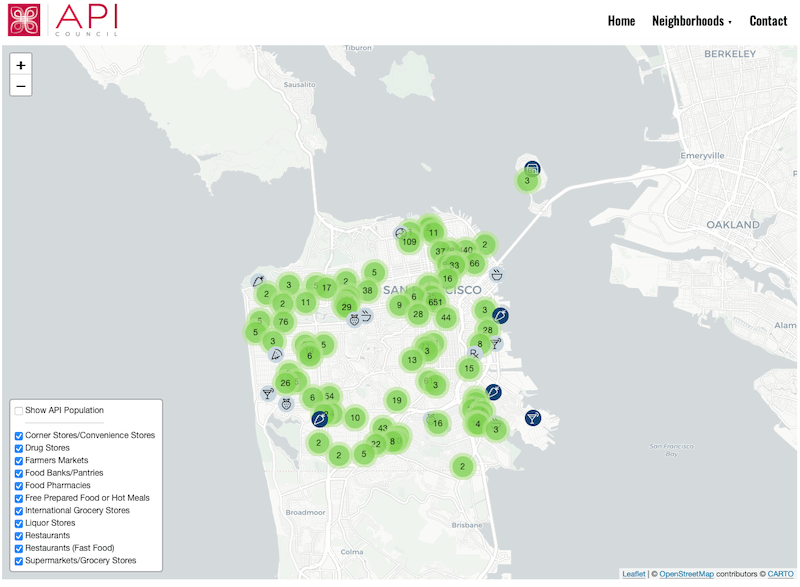 API
COUNCIL
Home Neighborhoods ▾ Contact
+
−
Tiburon
Sausalito
BERKELEY
Emeryville
OAKLAND
Alam
SAN FRANCISCO
San Francisco
Bay
Broadmoor
Brisbane
Colma
3
11
109
37
40
2
33
66
16
5
2
38
3
17
2
2
11
29
76
5
3
5
6
9
6
651
28
44
3
28
8
15
3
13
3
26
6
54
19
10
16
43
22
8
2
2
5
4
3
2
Show API Population
Corner Stores/Convenience Stores
Drug Stores
Farmers Markets
Food Banks/Pantries
Food Pharmacies
Free Prepared Food or Hot Meals
International Grocery Stores
Liquor Stores
Restaurants
Restaurants (Fast Food)
Supermarkets/Grocery Stores
Leaflet | © OpenStreetMap contributors © CARTO